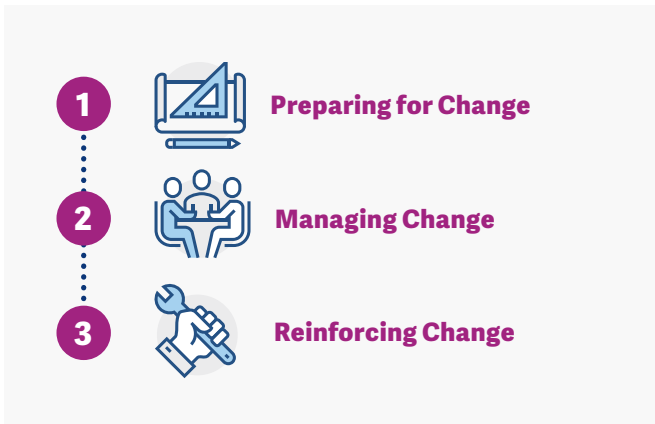 1 Preparing for Change
2 Managing Change
3 Reinforcing Change